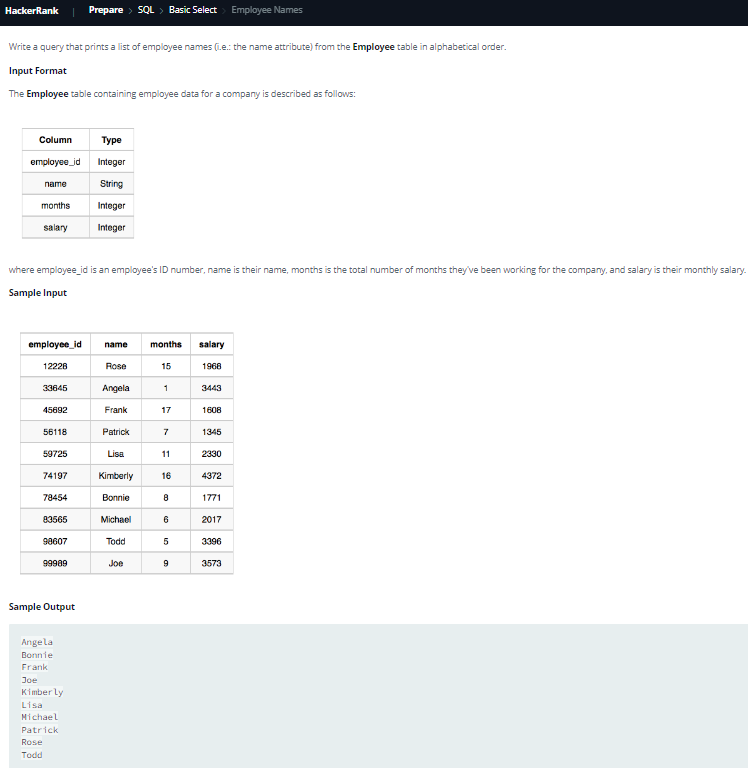 HackerRank | Prepare > SQL > Basic Select > Employee Names
Write a query that prints a list of employee names (i.e.: the name attribute) from the Employee table in alphabetical order.
Input Format
The Employee table containing employee data for a company is described as follows:
Column Type
employee_id Integer
name String
months Integer
salary Integer
where employee_id is an employee's ID number, name is their name, months is the total number of months they've been working for the company, and salary is their monthly salary.
Sample Input
employee_id name months salary
12228 Rose 15 1968
33645 Angela 1 3443
45692 Frank 17 1608
56118 Patrick 7 1345
59725 Lisa 11 2330
74197 Kimberly 16 4372
78454 Bonnie 8 1771
83565 Michael 6 2017
98607 Todd 5 3396
99989 Joe 9 3573
Sample Output
Angela
Bonnie
Frank
Joe
Kimberly
Lisa
Michael
Patrick
Rose
Todd